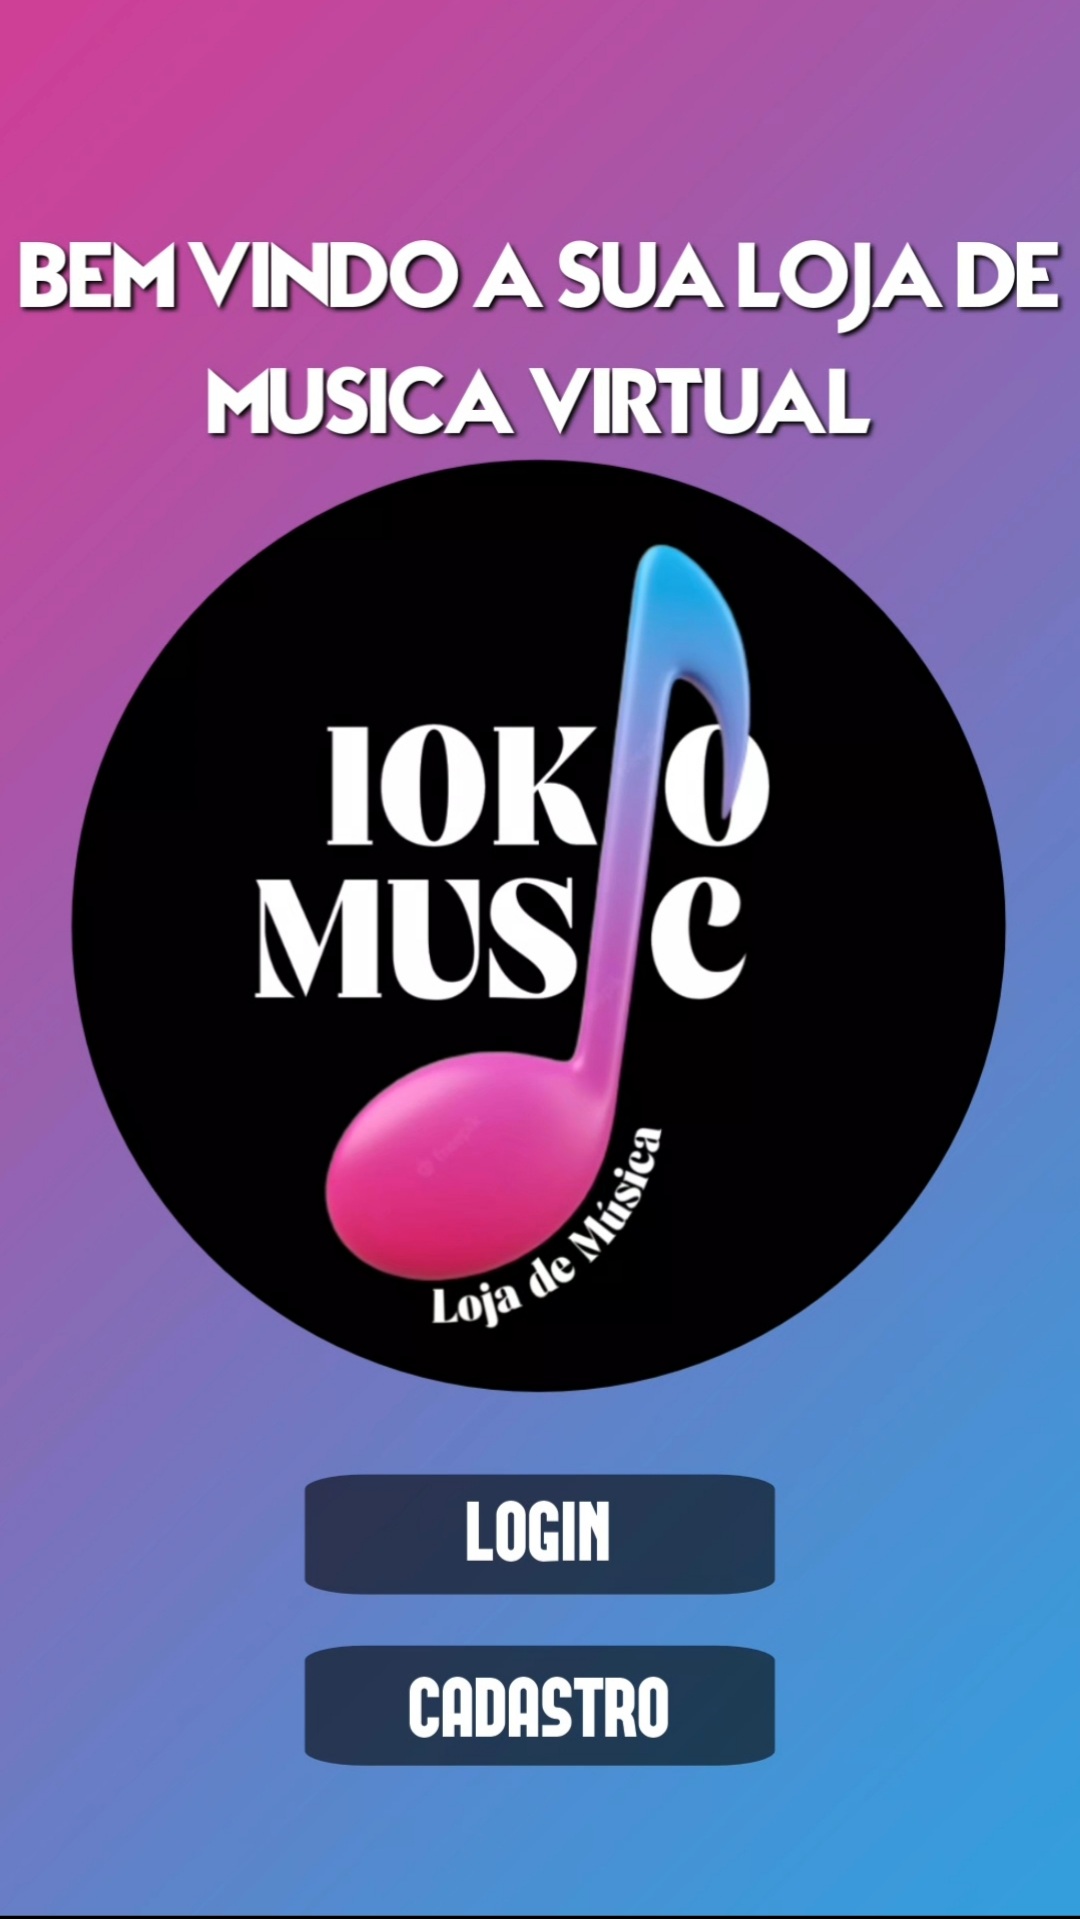 BEM VINDO A SUA LOJA DE
MUSICA VIRTUAL
IOKO
MUSIC
Loja de Música
LOGIN
CADASTRO